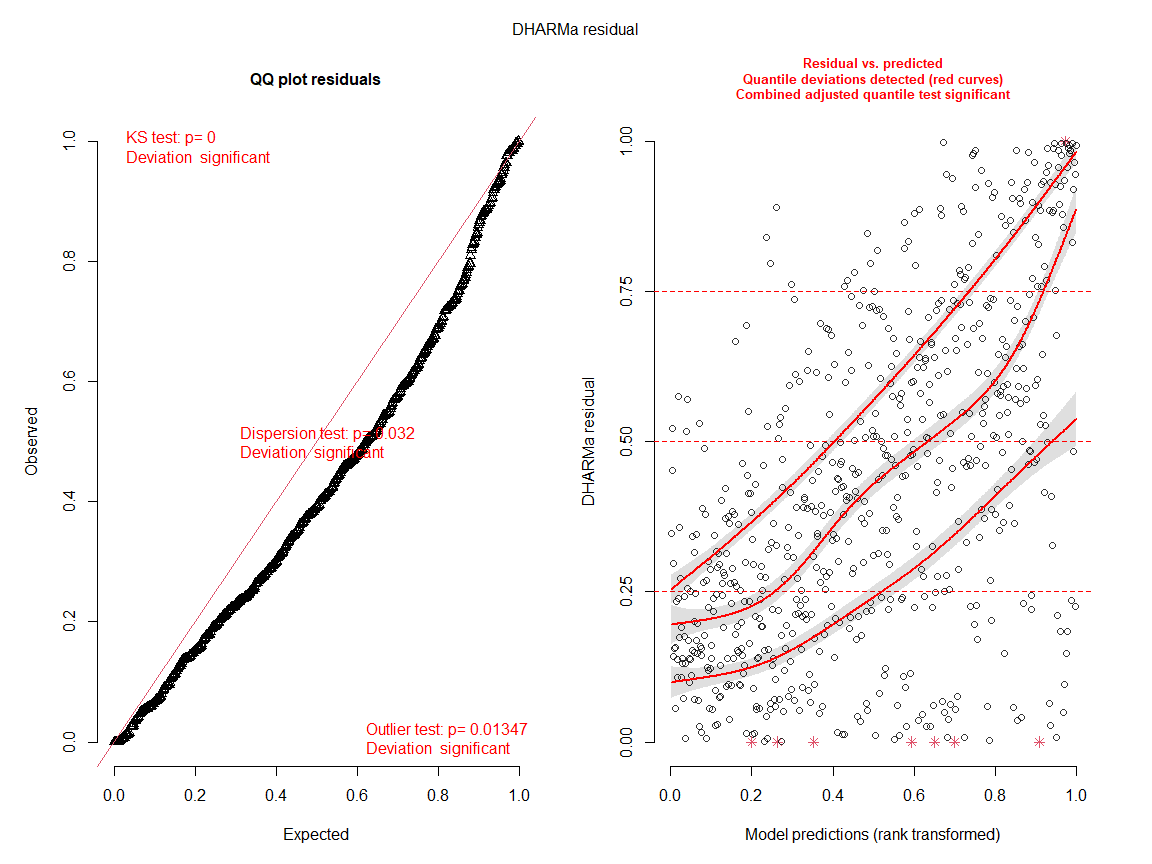 DHARMa residual
QQ plot residuals
KS test: p= 0
Deviation significant
Dispersion test: p= 0.032
Deviation significant
Outlier test: p= 0.01347
Deviation significant
Observed
0.0 0.2 0.4 0.6 0.8 1.0
0.0 0.2 0.4 0.6 0.8 1.0
Expected
Residual vs. predicted
Quantile deviations detected (red curves)
Combined adjusted quantile test significant
DHARMa residual
0.00 0.25 0.50 0.75 1.00
0.0 0.2 0.4 0.6 0.8 1.0
Model predictions (rank transformed)